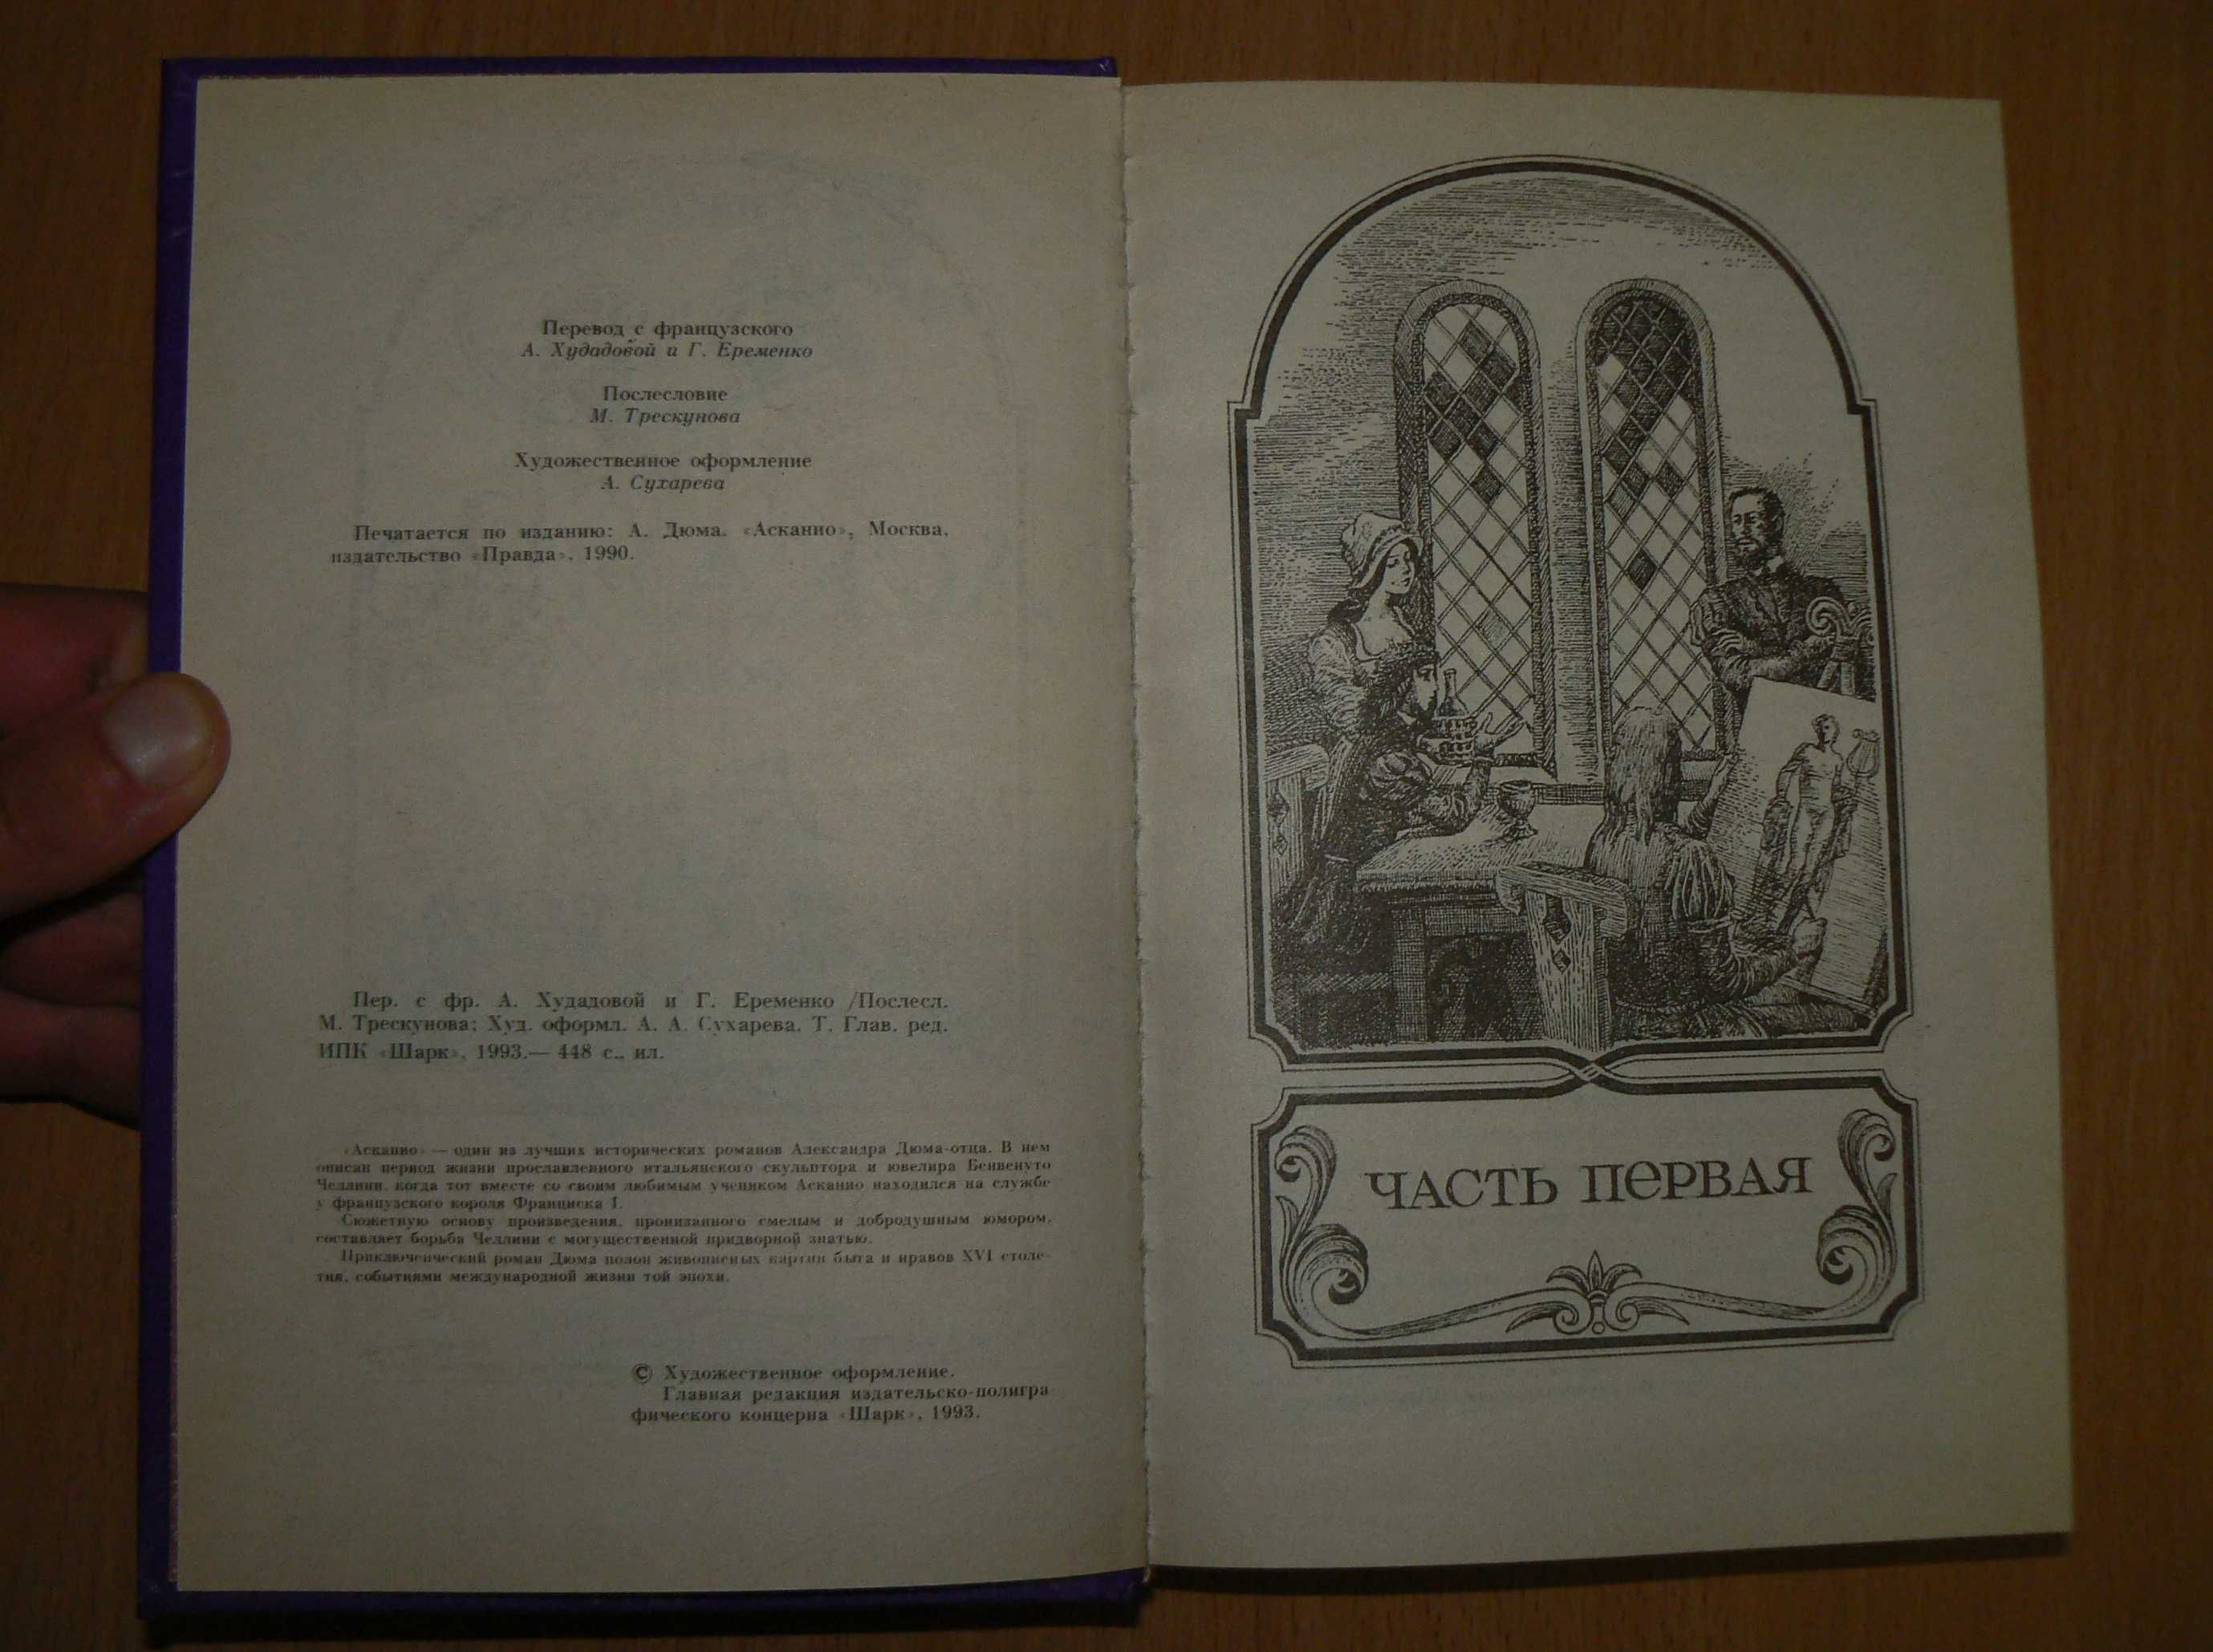 Перевод с французского
А. Худадовой и Г. Еременко
Послесловие
М. Трескунова
Художественное оформление
А. Сухарева
Печатается по изданию: А. Дюма. «Асканио», Москва,
издательство «Правда», 1990.
Пер. с фр. А. Худадовой и Г. Еременко /Послесл.
М. Трескунова; Худ. оформл. А. А. Сухарева. Т. Глав. ред.
ИПК «Шарк», 1993.— 448 с., ил.
«Асканио» — один из лучших исторических романов Александра Дюма-отца. В нем
описан период жизни прославленного итальянского скульптора и ювелира Бенвенуто
Челлини, когда тот вместе со своим любимым учеником Асканио находился на службе
у французского короля Франциска I.
Сюжетную основу произведения, пронизанного смелым и добродушным юмором,
составляет борьба Челлини с могущественной придворной знатью.
Приключенческий роман Дюма полон живописных картин быта и нравов XVI столе-
тия, событиями международной жизни той эпохи.
© Художественное оформление.
Главная редакция издательско-полигра
фического концерна «Шарк», 1993.
ЧАСТЬ ПЕРВАЯ